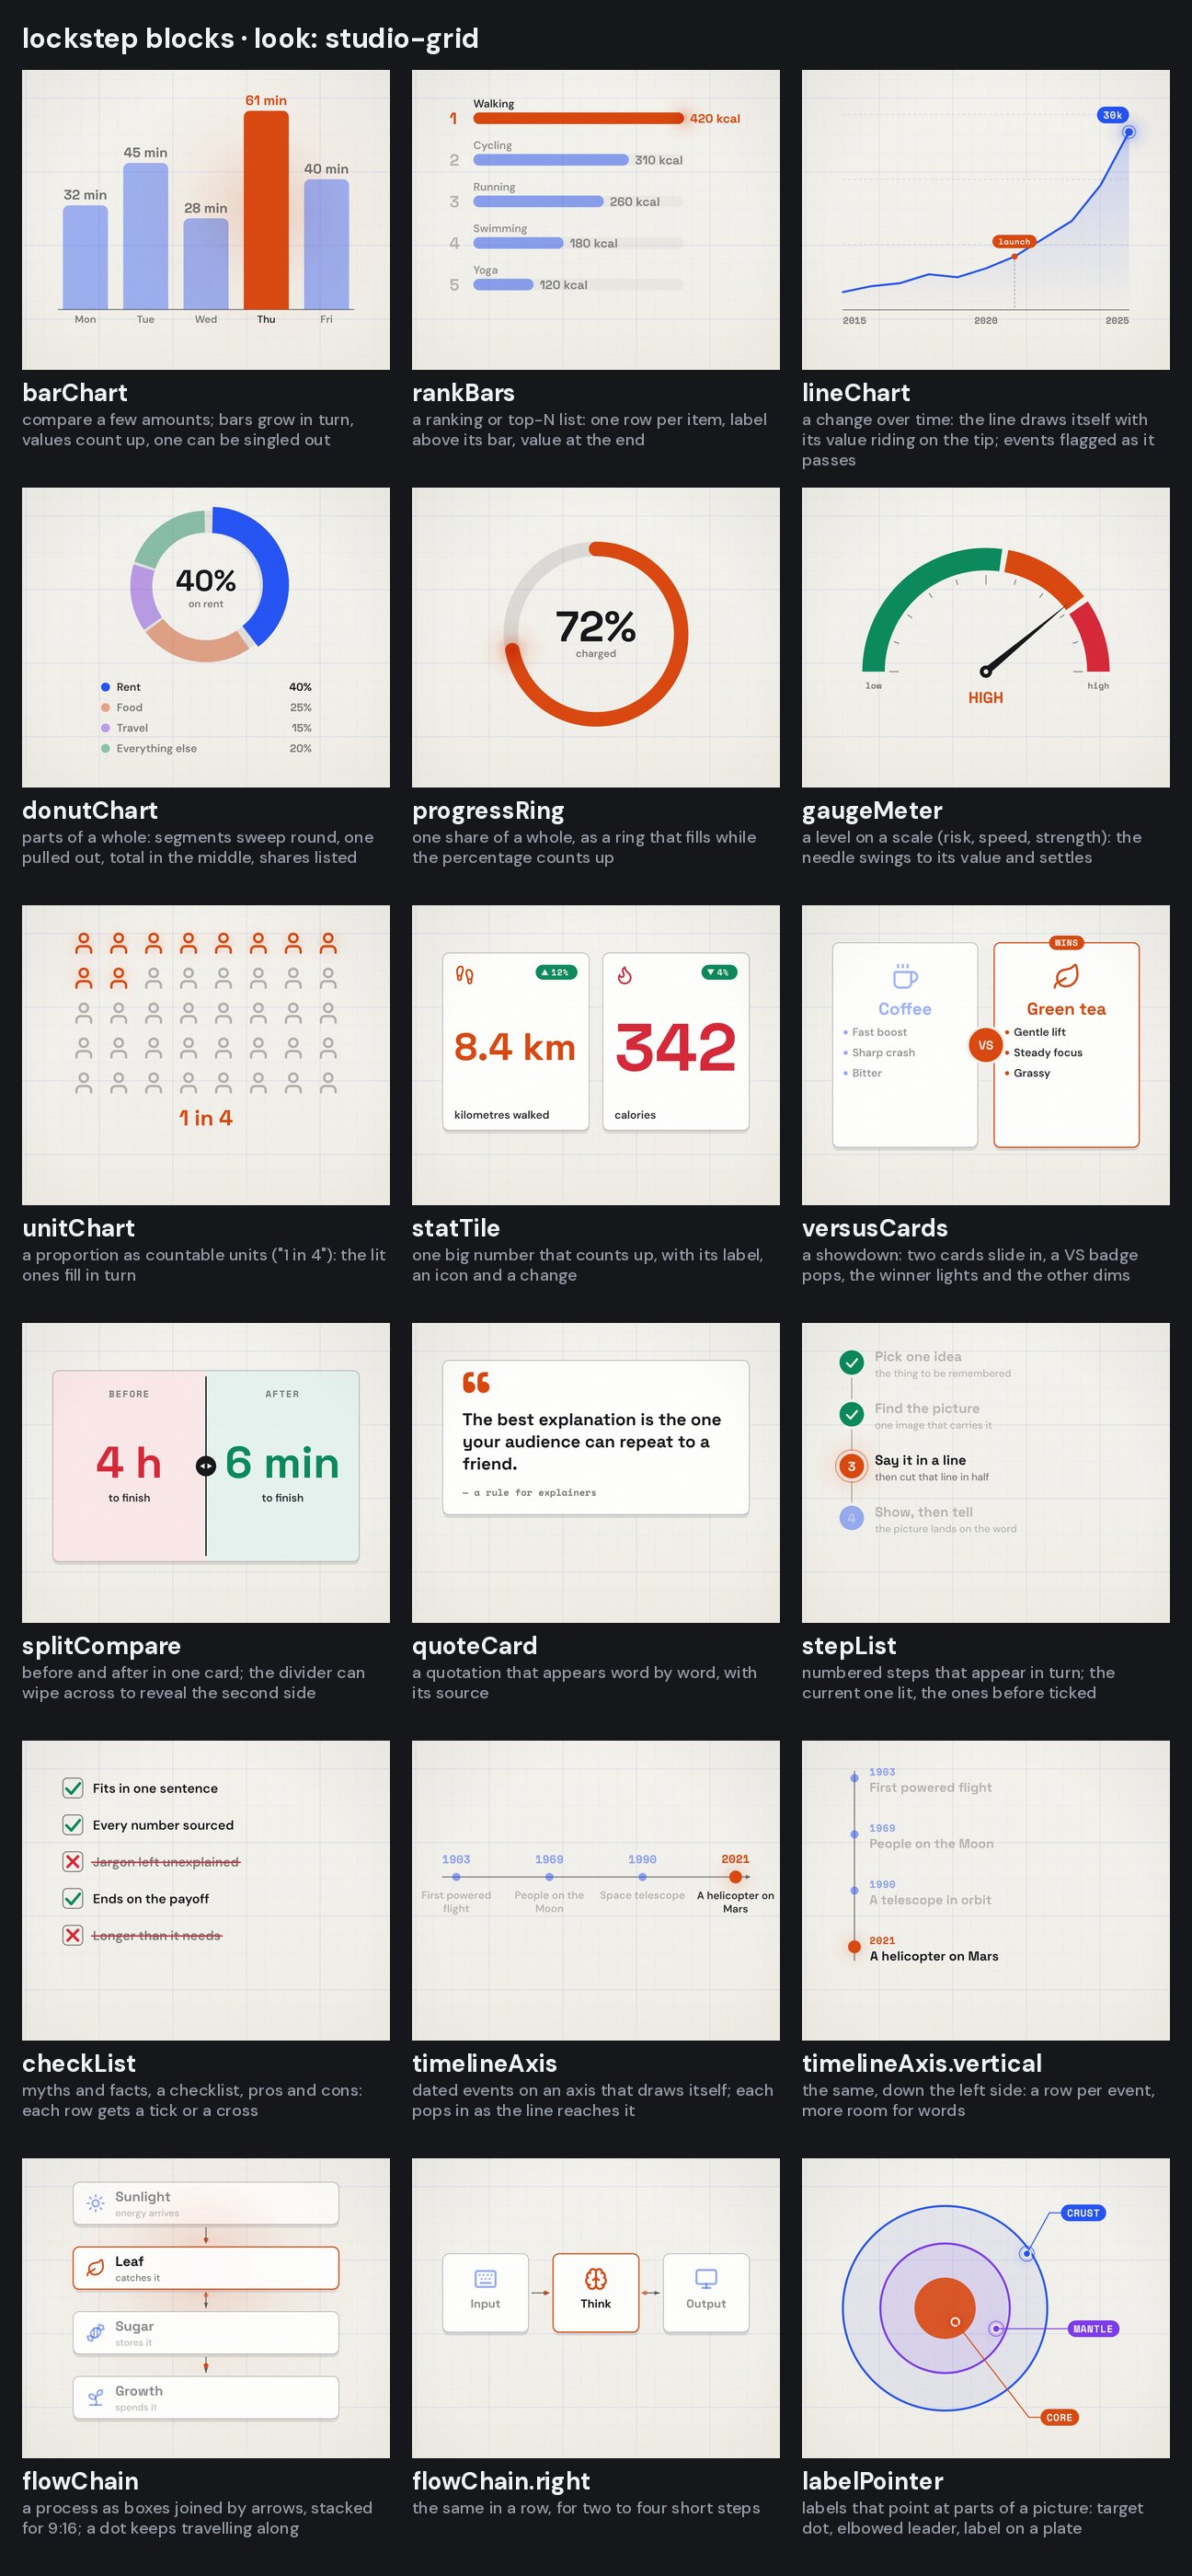 lockstep blocks · look: studio-grid
61 min
45 min
40 min
32 min
28 min
Mon Tue Wed Thu Fri
barChart
compare a few amounts; bars grow in turn,
values count up, one can be singled out
Walking
1 420 kcal
Cycling
2 310 kcal
Running
3 260 kcal
Swimming
4 180 kcal
Yoga
5 120 kcal
rankBars
a ranking or top-N list: one row per item, label
above its bar, value at the end
30k
launch
2015 2020 2025
lineChart
a change over time: the line draws itself with
its value riding on the tip; events flagged as it
passes
40%
on rent
Rent 40%
Food 25%
Travel 15%
Everything else 20%
donutChart
parts of a whole: segments sweep round, one
pulled out, total in the middle, shares listed
72%
charged
progressRing
one share of a whole, as a ring that fills while
the percentage counts up
low high
HIGH
gaugeMeter
a level on a scale (risk, speed, strength): the
needle swings to its value and settles
1 in 4
unitChart
a proportion as countable units ("1 in 4"): the lit
ones fill in turn
▲ 12%
8.4 km
kilometres walked
▼ 4%
342
calories
statTile
one big number that counts up, with its label,
an icon and a change
Coffee
• Fast boost
• Sharp crash
• Bitter
VS
WINS
Green tea
• Gentle lift
• Steady focus
• Grassy
versusCards
a showdown: two cards slide in, a VS badge
pops, the winner lights and the other dims
BEFORE
4 h
to finish
AFTER
6 min
to finish
splitCompare
before and after in one card; the divider can
wipe across to reveal the second side
❝
The best explanation is the one
your audience can repeat to a
friend.
— a rule for explainers
quoteCard
a quotation that appears word by word, with
its source
Pick one idea
the thing to be remembered
Find the picture
one image that carries it
3 Say it in a line
then cut that line in half
4 Show, then tell
the picture lands on the word
stepList
numbered steps that appear in turn; the
current one lit, the ones before ticked
Fits in one sentence
Every number sourced
Jargon left unexplained
Ends on the payoff
Longer than it needs
checkList
myths and facts, a checklist, pros and cons:
each row gets a tick or a cross
1903 1969 1990 2021
First powered People on the Space telescope A helicopter on
flight Moon Mars
timelineAxis
dated events on an axis that draws itself; each
pops in as the line reaches it
1903
First powered flight
1969
People on the Moon
1990
A telescope in orbit
2021
A helicopter on Mars
timelineAxis.vertical
the same, down the left side: a row per event,
more room for words
Sunlight
energy arrives
Leaf
catches it
Sugar
stores it
Growth
spends it
flowChain
a process as boxes joined by arrows, stacked
for 9:16; a dot keeps travelling along
Input Think Output
flowChain.right
the same in a row, for two to four short steps
CRUST
MANTLE
CORE
labelPointer
labels that point at parts of a picture: target
dot, elbowed leader, label on a plate